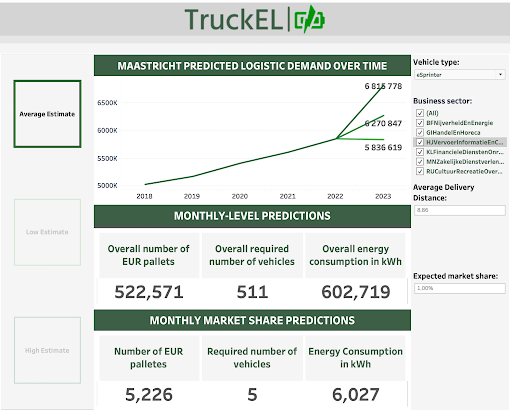 TruckEL
MAASTRICHT PREDICTED LOGISTIC DEMAND OVER TIME
Vehicle type:
eSprinter
Average Estimate
6500K
6000K
5500K
5000K
6 815 778
6 270 847
5 836 619
2018 2019 2020 2021 2022 2023
Business sector:
(All)
BFNijverheidEnEnergie
GIHandelEnHoreca
HJVervoerInformatieEnC...
KLFinancieleDienstenOnr...
MNZakelijkeDienstverlen...
RUCultuurRecreatieOver...
Average Delivery
Distance:
8.86
MONTHLY-LEVEL PREDICTIONS
Low Estimate
Overall number of
EUR pallets
Overall required
number of vehicles
Overall energy
consumption in kWh
522,571 511 602,719
Expected market share:
1.00%
MONTHLY MARKET SHARE PREDICTIONS
High Estimate
Number of EUR
palletes
Required number of
vehicles
Energy Consumption
in kWh
5,226 5 6,027